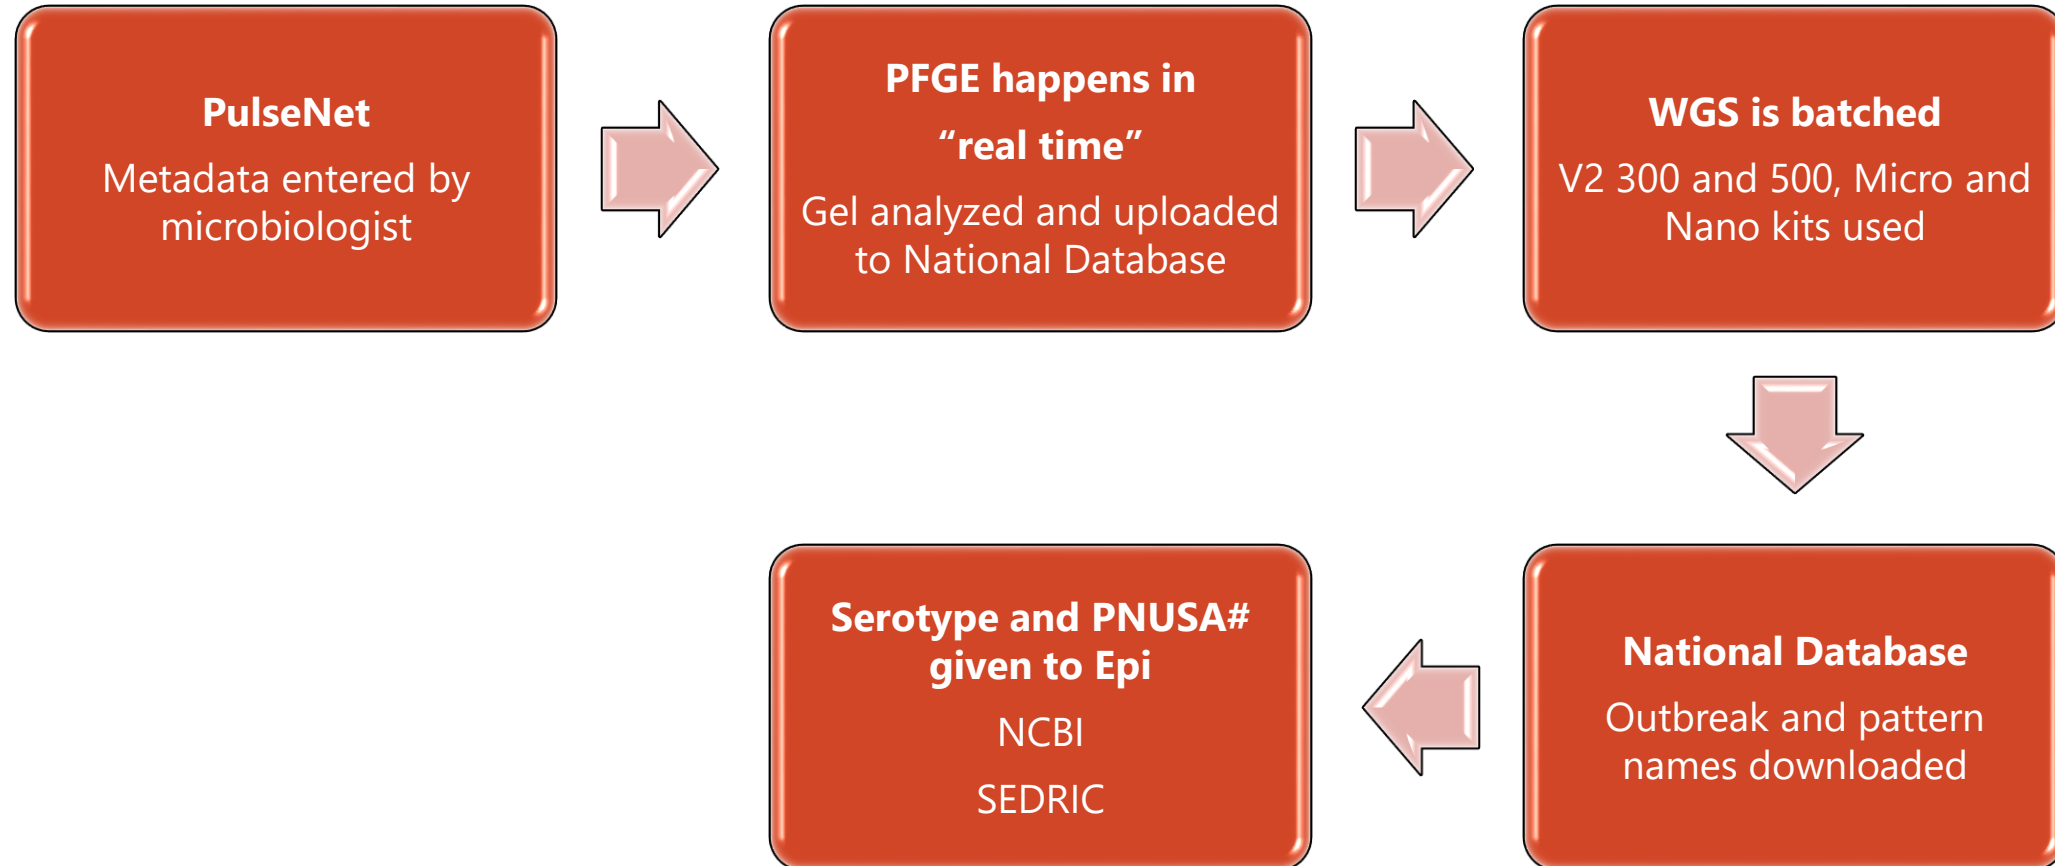 PulseNet
Metadata entered by
microbiologist
PFGE happens in
“real time”
Gel analyzed and uploaded
to National Database
WGS is batched
V2 300 and 500, Micro and
Nano kits used
National Database
Outbreak and pattern
names downloaded
Serotype and PNUSA#
given to Epi
NCBI
SEDRIC